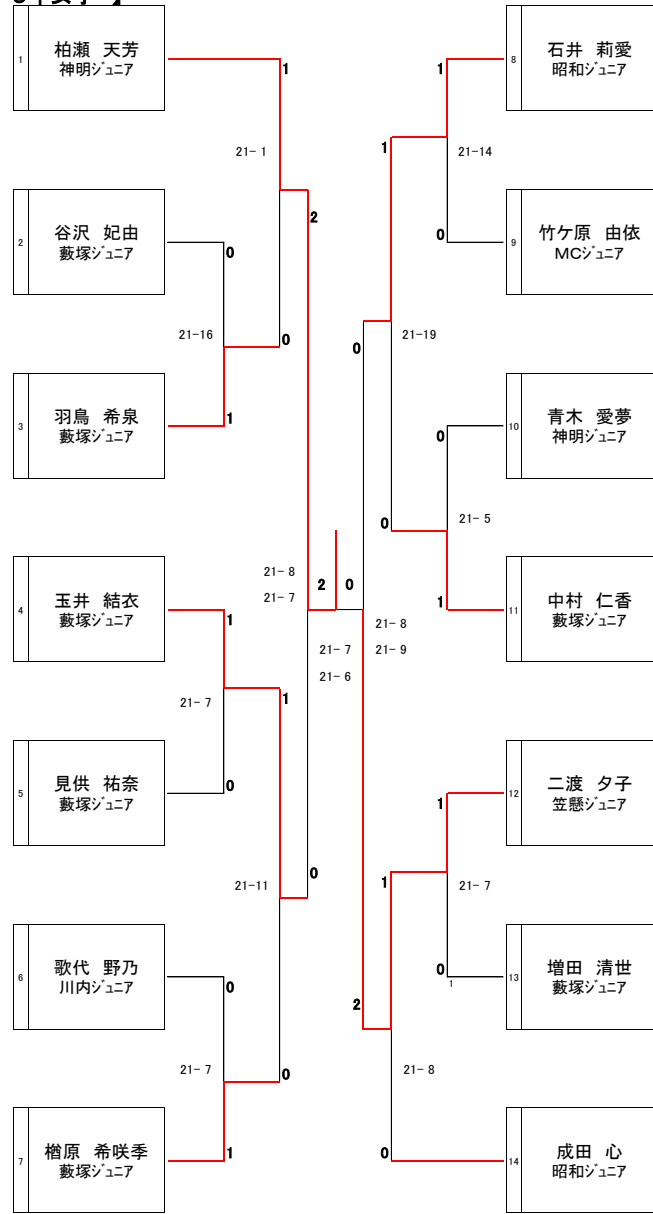 1
柏瀬 天芳
神明ジュニア
1
21- 1
2
谷沢 妃由
藪塚ジュニア
0
2
21-16
0
3
羽鳥 希泉
藪塚ジュニア
1
4
玉井 結衣
藪塚ジュニア
1
21- 7
1
5
見供 祐奈
藪塚ジュニア
0
21-11
0
6
歌代 野乃
川内ジュニア
0
21- 7
0
7
楢原 希咲季
藪塚ジュニア
1
21- 8
21- 7
2
0
21- 7
21- 6
8
石井 莉愛
昭和ジュニア
1
1
21-14
9
竹ケ原 由依
MCジュニア
0
0
21-19
10
青木 愛夢
神明ジュニア
0
0
21- 5
11
中村 仁香
藪塚ジュニア
1
21- 8
21- 9
12
二渡 夕子
笠懸ジュニア
1
1
21- 7
13
増田 清世
藪塚ジュニア
0
1
2
21- 8
14
成田 心
昭和ジュニア
0